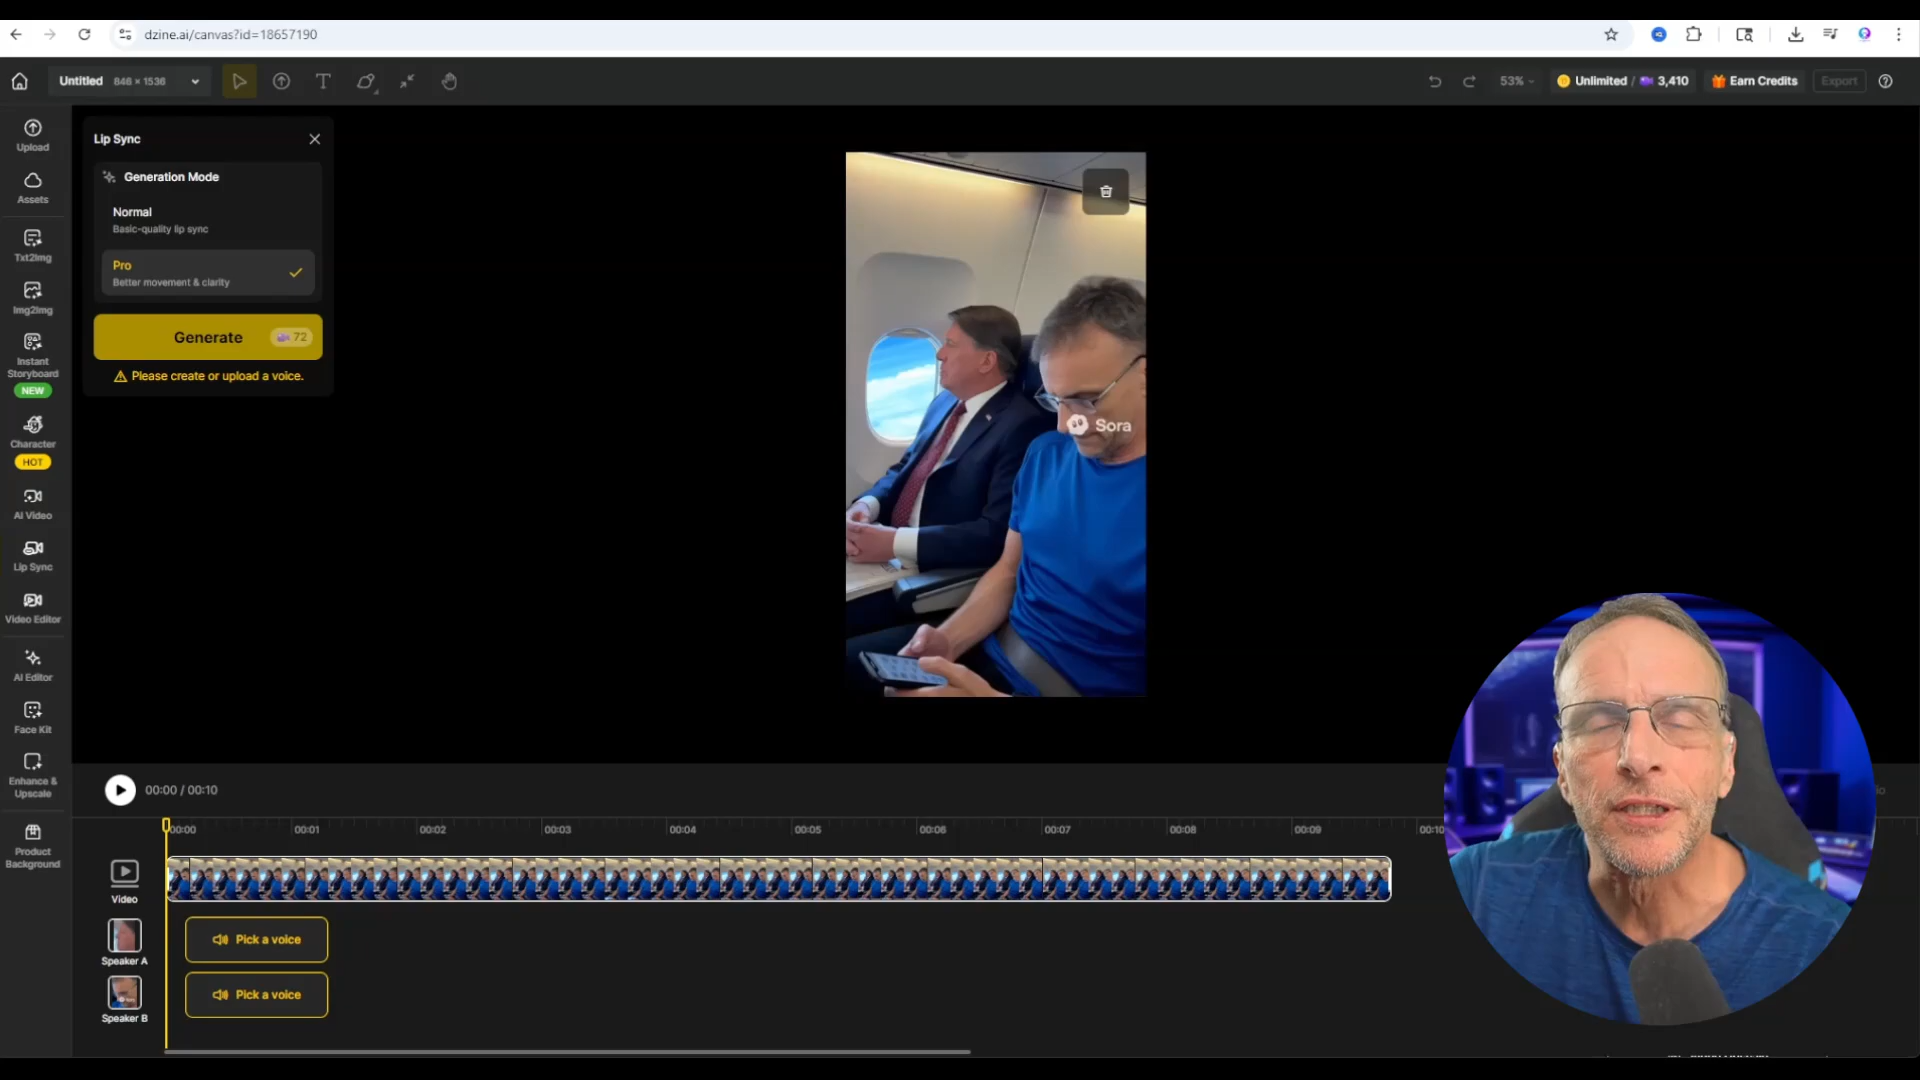 dzine.ai/canvas?id=18657190
Untitled 846 × 1536
53%
Unlimited / 3,410
Earn Credits
Export
Upload
Assets
Txt2Img
Img2Img
Instant
Storyboard
NEW
Character
HOT
AI Video
Lip Sync
Video Editor
AI Editor
Face Kit
Enhance &
Upscale
Product
Background
Lip Sync
Generation Mode
Normal
Basic-quality lip sync
Pro
Better movement & clarity
Generate 72
Please create or upload a voice.
Sora
00:00 / 00:10
00:00 00:01 00:02 00:03 00:04 00:05 00:06 00:07 00:08 00:09 00:10
Video
Speaker A
Pick a voice
Speaker B
Pick a voice